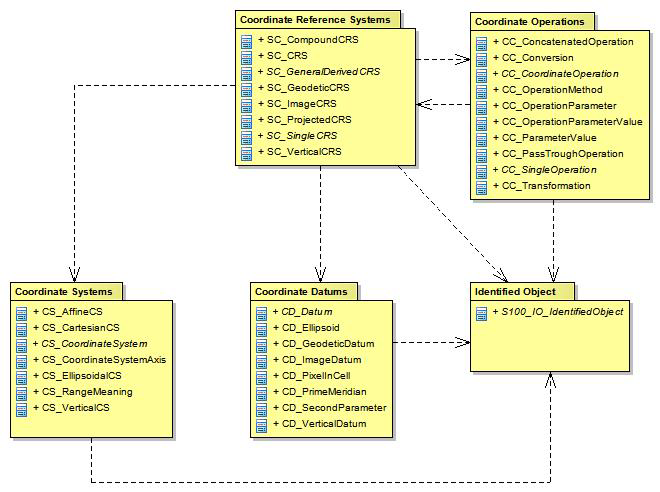 Coordinate Reference Systems
+ SC_CompoundCRS
+ SC_CRS
+ SC_GeneralDerivedCRS
+ SC_GeodeticCRS
+ SC_ImageCRS
+ SC_ProjectedCRS
+ SC_SingleCRS
+ SC_VerticalCRS
Coordinate Operations
+ CC_ConcatenatedOperation
+ CC_Conversion
+ CC_CoordinateOperation
+ CC_OperationMethod
+ CC_OperationParameter
+ CC_OperationParameterValue
+ CC_ParameterValue
+ CC_PassTroughOperation
+ CC_SingleOperation
+ CC_Transformation
Coordinate Systems
+ CS_AffineCS
+ CS_CartesianCS
+ CS_CoordinateSystem
+ CS_CoordinateSystemAxis
+ CS_EllipsoidalCS
+ CS_RangeMeaning
+ CS_VerticalCS
Coordinate Datums
+ CD_Datum
+ CD_Ellipsoid
+ CD_GeodeticDatum
+ CD_ImageDatum
+ CD_PixelInCell
+ CD_PrimeMeridian
+ CD_SecondParameter
+ CD_VerticalDatum
Identified Object
+ S100_IO_IdentifiedObject